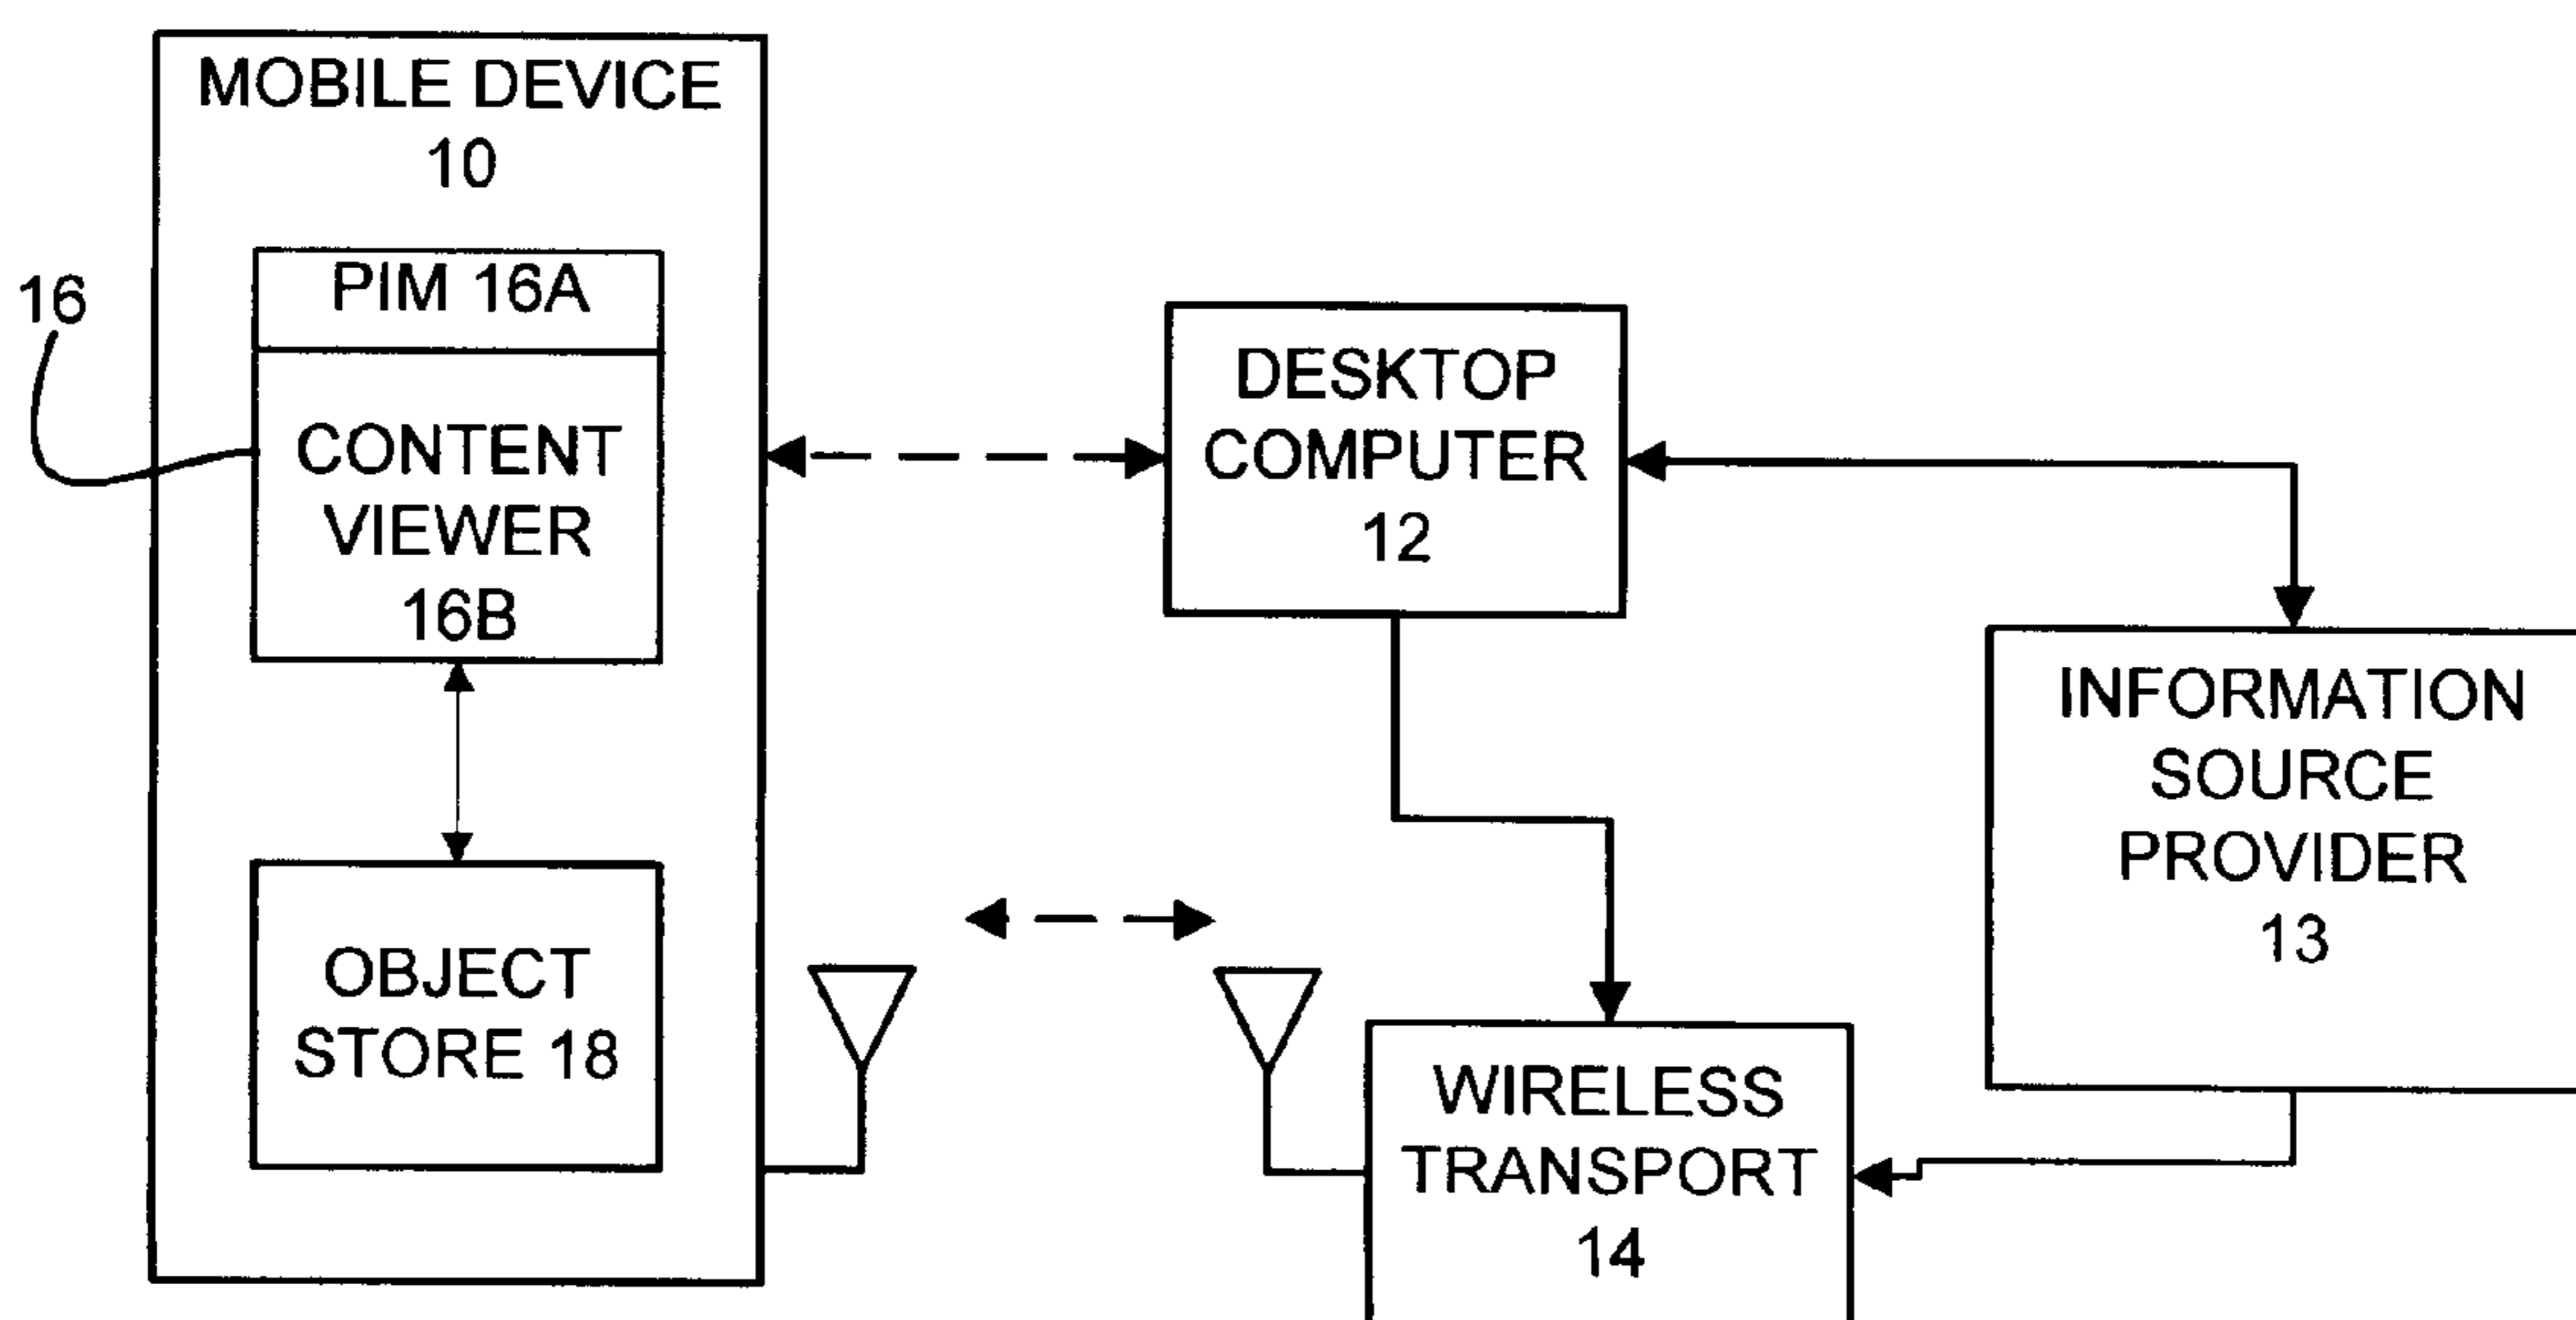 MOBILE DEVICE
10
16
PIM 16A
CONTENT
VIEWER
16B
OBJECT
STORE 18
DESKTOP
COMPUTER
12
INFORMATION
SOURCE
PROVIDER
13
WIRELESS
TRANSPORT
14